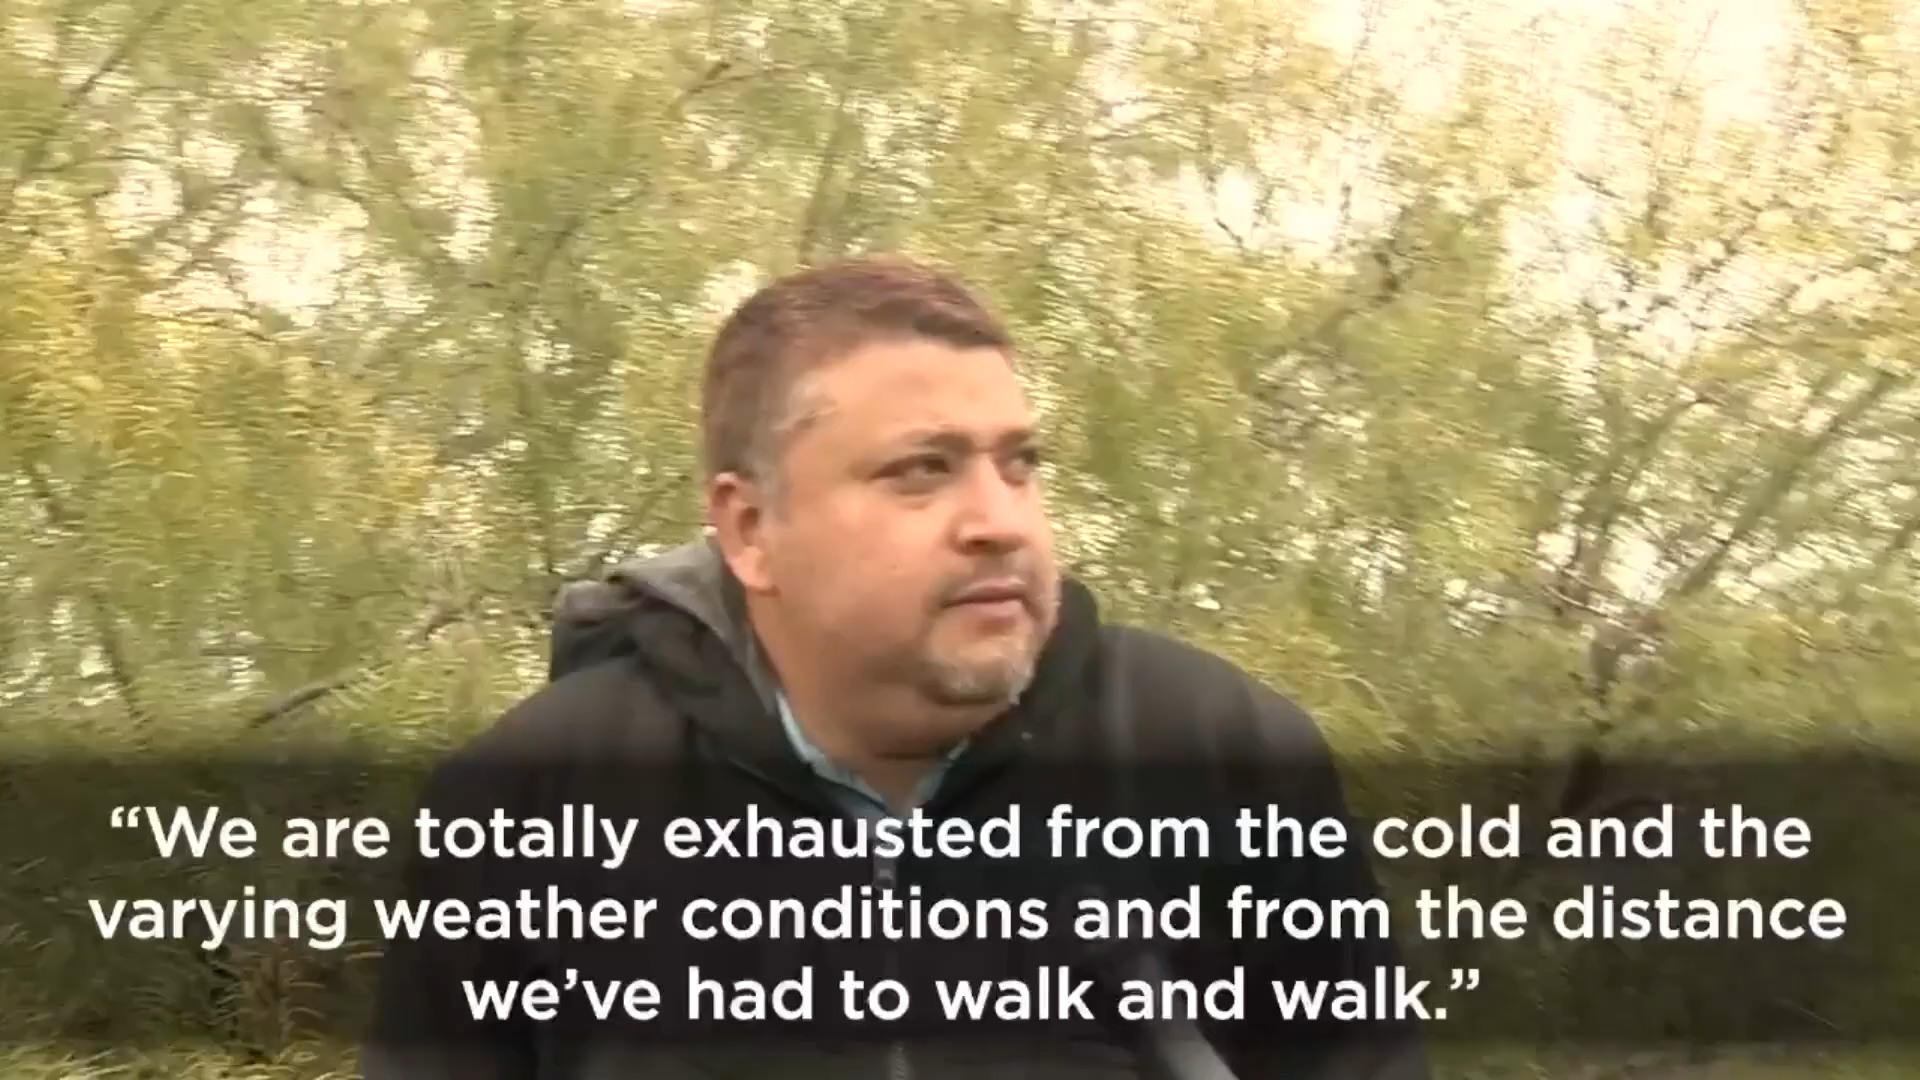 “We are totally exhausted from the cold and the
varying weather conditions and from the distance
we’ve had to walk and walk.”